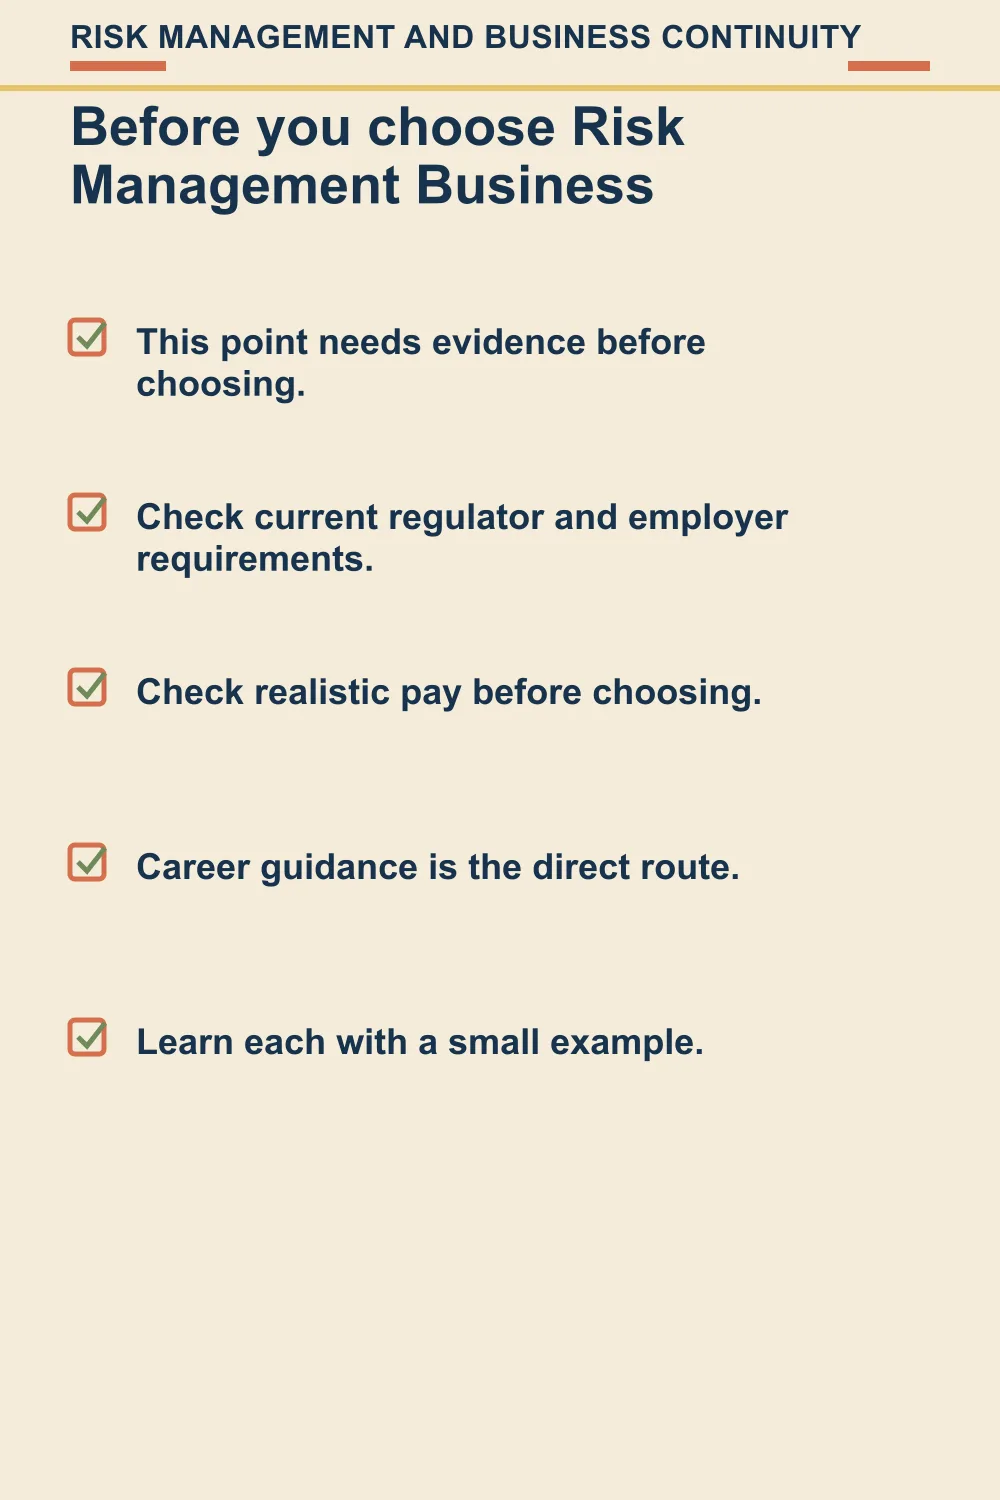 RISK MANAGEMENT AND BUSINESS CONTINUITY
Before you choose Risk
Management Business
This point needs evidence before
choosing.
Check current regulator and employer
requirements.
Check realistic pay before choosing.
Career guidance is the direct route.
Learn each with a small example.